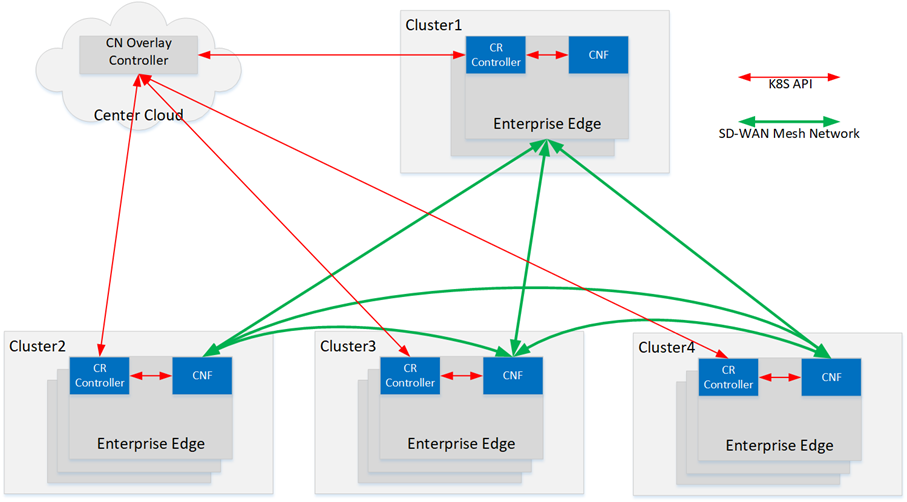 CN Overlay
Controller
Center Cloud
Cluster1
CR
Controller
CNF
Enterprise Edge
K8S API
SD-WAN Mesh Network
Cluster2
CR
Controller
CNF
Enterprise Edge
Cluster3
CR
Controller
CNF
Enterprise Edge
Cluster4
CR
Controller
CNF
Enterprise Edge